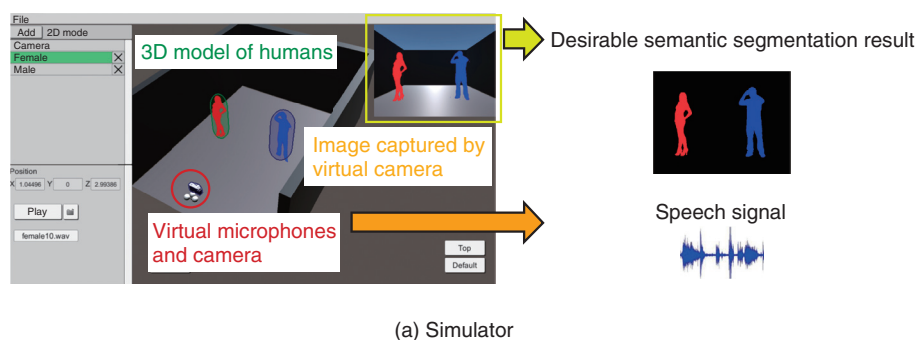 File
Add 2D mode
Camera
Female X
Male X
Position
X 1.04496 Y 0 Z 2.99386
Play
female10.wav
3D model of humans
Image captured by
virtual camera
Virtual microphones
and camera
Top
Default
Desirable semantic segmentation result
Speech signal
(a) Simulator